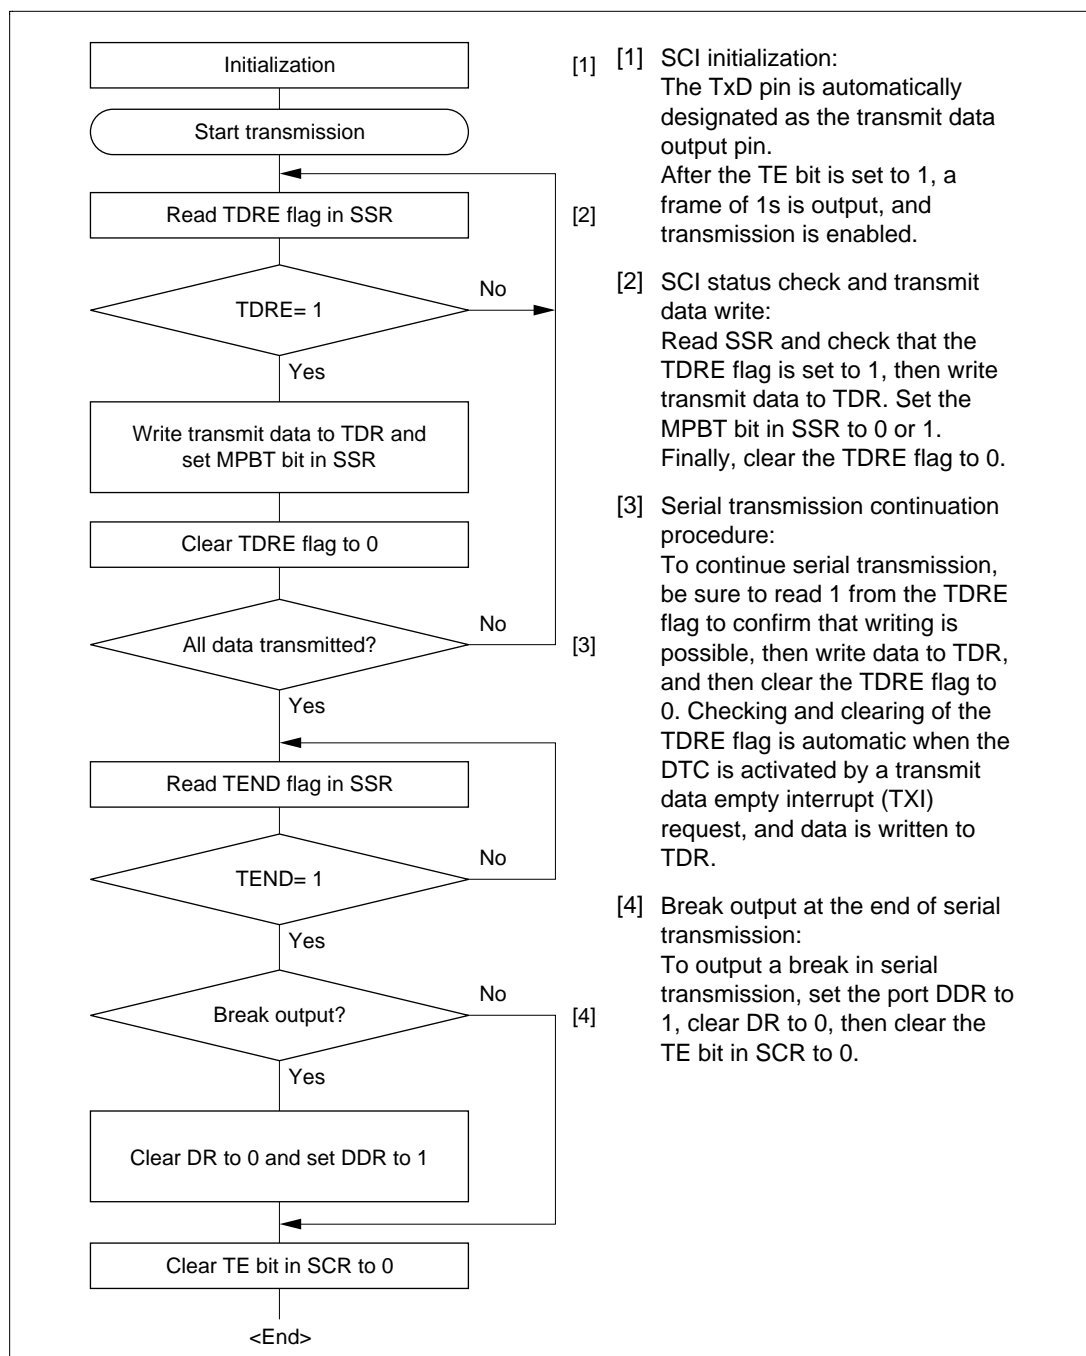 Initialization
[1]
Start transmission
Read TDRE flag in SSR
[2]
TDRE= 1
No
Yes
Write transmit data to TDR and
set MPBT bit in SSR
Clear TDRE flag to 0
All data transmitted?
No
[3]
Yes
Read TEND flag in SSR
TEND= 1
No
Yes
Break output?
No
[4]
Yes
Clear DR to 0 and set DDR to 1
Clear TE bit in SCR to 0
<End>
[1] SCI initialization:
The TxD pin is automatically
designated as the transmit data
output pin.
After the TE bit is set to 1, a
frame of 1s is output, and
transmission is enabled.
[2] SCI status check and transmit
data write:
Read SSR and check that the
TDRE flag is set to 1, then write
transmit data to TDR. Set the
MPBT bit in SSR to 0 or 1.
Finally, clear the TDRE flag to 0.
[3] Serial transmission continuation
procedure:
To continue serial transmission,
be sure to read 1 from the TDRE
flag to confirm that writing is
possible, then write data to TDR,
and then clear the TDRE flag to
0. Checking and clearing of the
TDRE flag is automatic when the
DTC is activated by a transmit
data empty interrupt (TXI)
request, and data is written to
TDR.
[4] Break output at the end of serial
transmission:
To output a break in serial
transmission, set the port DDR to
1, clear DR to 0, then clear the
TE bit in SCR to 0.